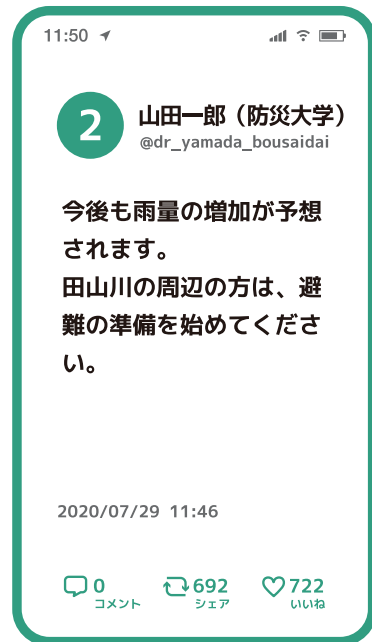 11:50
2
山田一郎（防災大学）
@dr_yamada_bousaidai
今後も雨量の増加が予想
されます。
田山川の周辺の方は、避
難の準備を始めてくださ
い。
2020/07/29 11:46
0 692 722
コメント シェア いいね